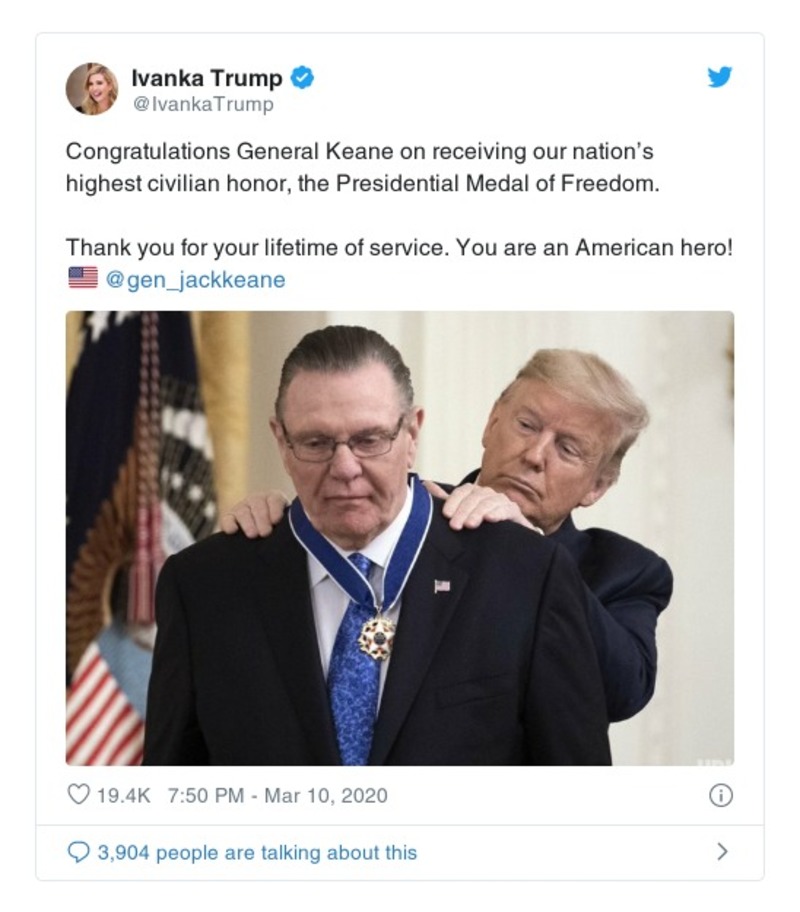 Ivanka Trump
@IvankaTrump
Congratulations General Keane on receiving our nation’s
highest civilian honor, the Presidential Medal of Freedom.
Thank you for your lifetime of service. You are an American hero!
🇺🇸 @gen_jackkeane
19.4K 7:50 PM - Mar 10, 2020
3,904 people are talking about this